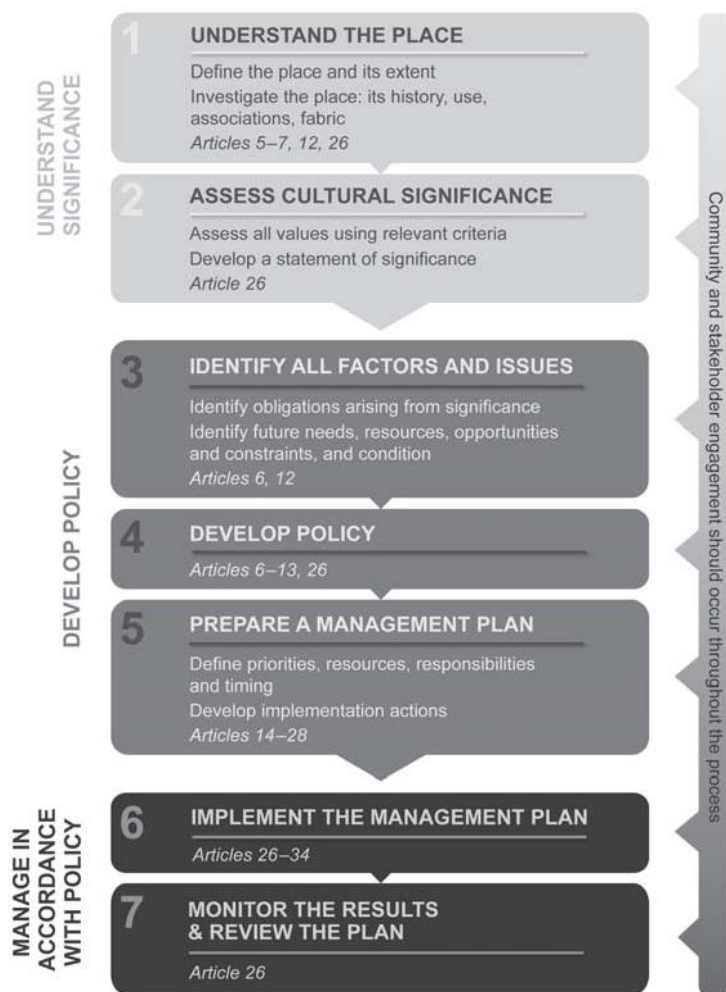 UNDERSTAND
SIGNIFICANCE
1
UNDERSTAND THE PLACE
Define the place and its extent
Investigate the place: its history, use,
associations, fabric
Articles 5–7, 12, 26
2
ASSESS CULTURAL SIGNIFICANCE
Assess all values using relevant criteria
Develop a statement of significance
Article 26
DEVELOP POLICY
3
IDENTIFY ALL FACTORS AND ISSUES
Identify obligations arising from significance
Identify future needs, resources, opportunities
and constraints, and condition
Articles 6, 12
4
DEVELOP POLICY
Articles 6–13, 26
5
PREPARE A MANAGEMENT PLAN
Define priorities, resources, responsibilities
and timing
Develop implementation actions
Articles 14–28
MANAGE IN
ACCORDANCE
WITH POLICY
6
IMPLEMENT THE MANAGEMENT PLAN
Articles 26–34
7
MONITOR THE RESULTS
& REVIEW THE PLAN
Article 26
Community and stakeholder engagement should occur throughout the process